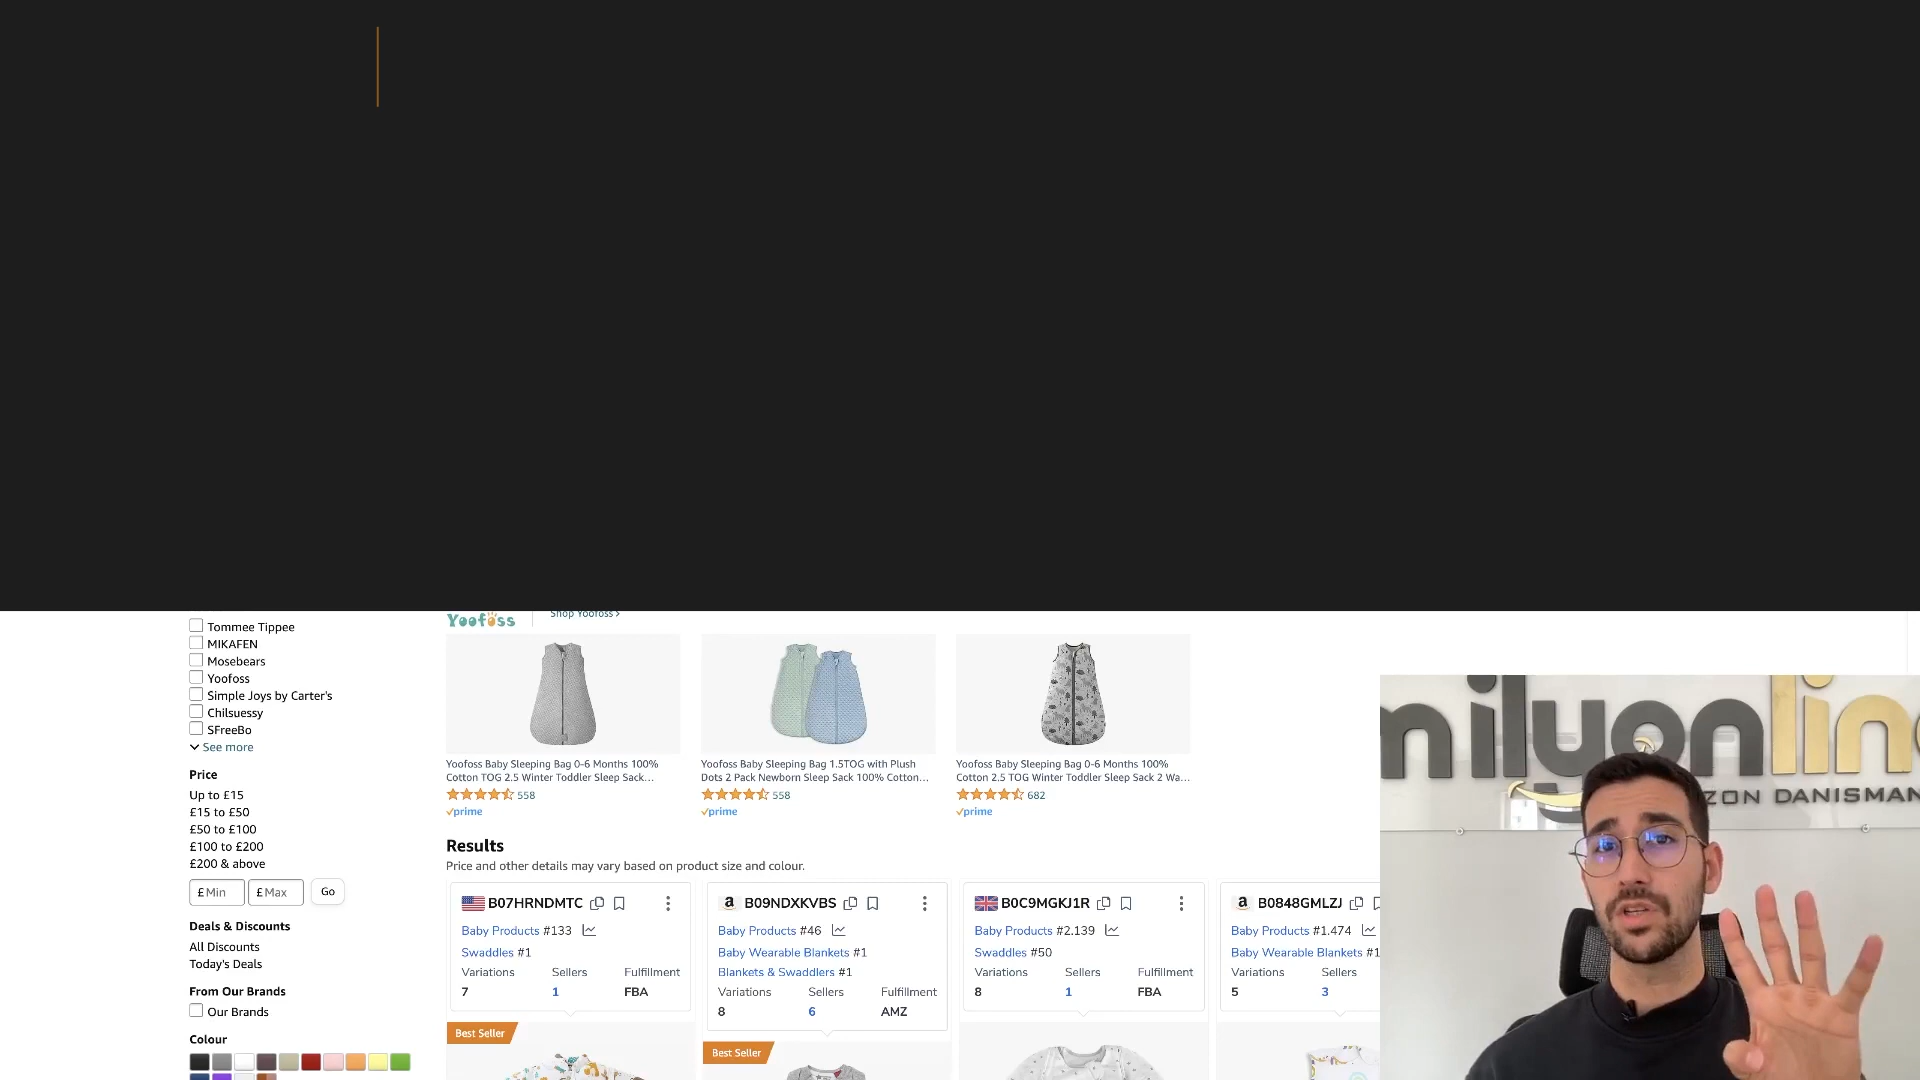 Yoofoss
Shop Yoofoss ›
Tommee Tippee
MIKAFEN
Mosebears
Yoofoss
Simple Joys by Carter's
Chilsuessy
SFreeBo
See more
Price
Up to £15
£15 to £50
£50 to £100
£100 to £200
£200 & above
£ Min
£ Max
Go
Deals & Discounts
All Discounts
Today's Deals
From Our Brands
Our Brands
Colour
Yoofoss Baby Sleeping Bag 0-6 Months 100%
Cotton TOG 2.5 Winter Toddler Sleep Sack...
558
prime
Yoofoss Baby Sleeping Bag 1.5TOG with Plush
Dots 2 Pack Newborn Sleep Sack 100% Cotton...
558
prime
Yoofoss Baby Sleeping Bag 0-6 Months 100%
Cotton 2.5 TOG Winter Toddler Sleep Sack 2 Wa...
682
prime
Results
Price and other details may vary based on product size and colour.
B07HRNDMTC
Baby Products #133
Swaddles #1
Variations Sellers Fulfillment
7 1 FBA
Best Seller
a B09NDXKVBS
Baby Products #46
Baby Wearable Blankets #1
Blankets & Swaddlers #1
Variations Sellers Fulfillment
8 6 AMZ
Best Seller
B0C9MGKJ1R
Baby Products #2.139
Swaddles #50
Variations Sellers Fulfillment
8 1 FBA
a B0848GMLZJ
Baby Products #1.474
Baby Wearable Blankets #1
Variations Sellers
5 3
milyonline
ZON DANISMAN